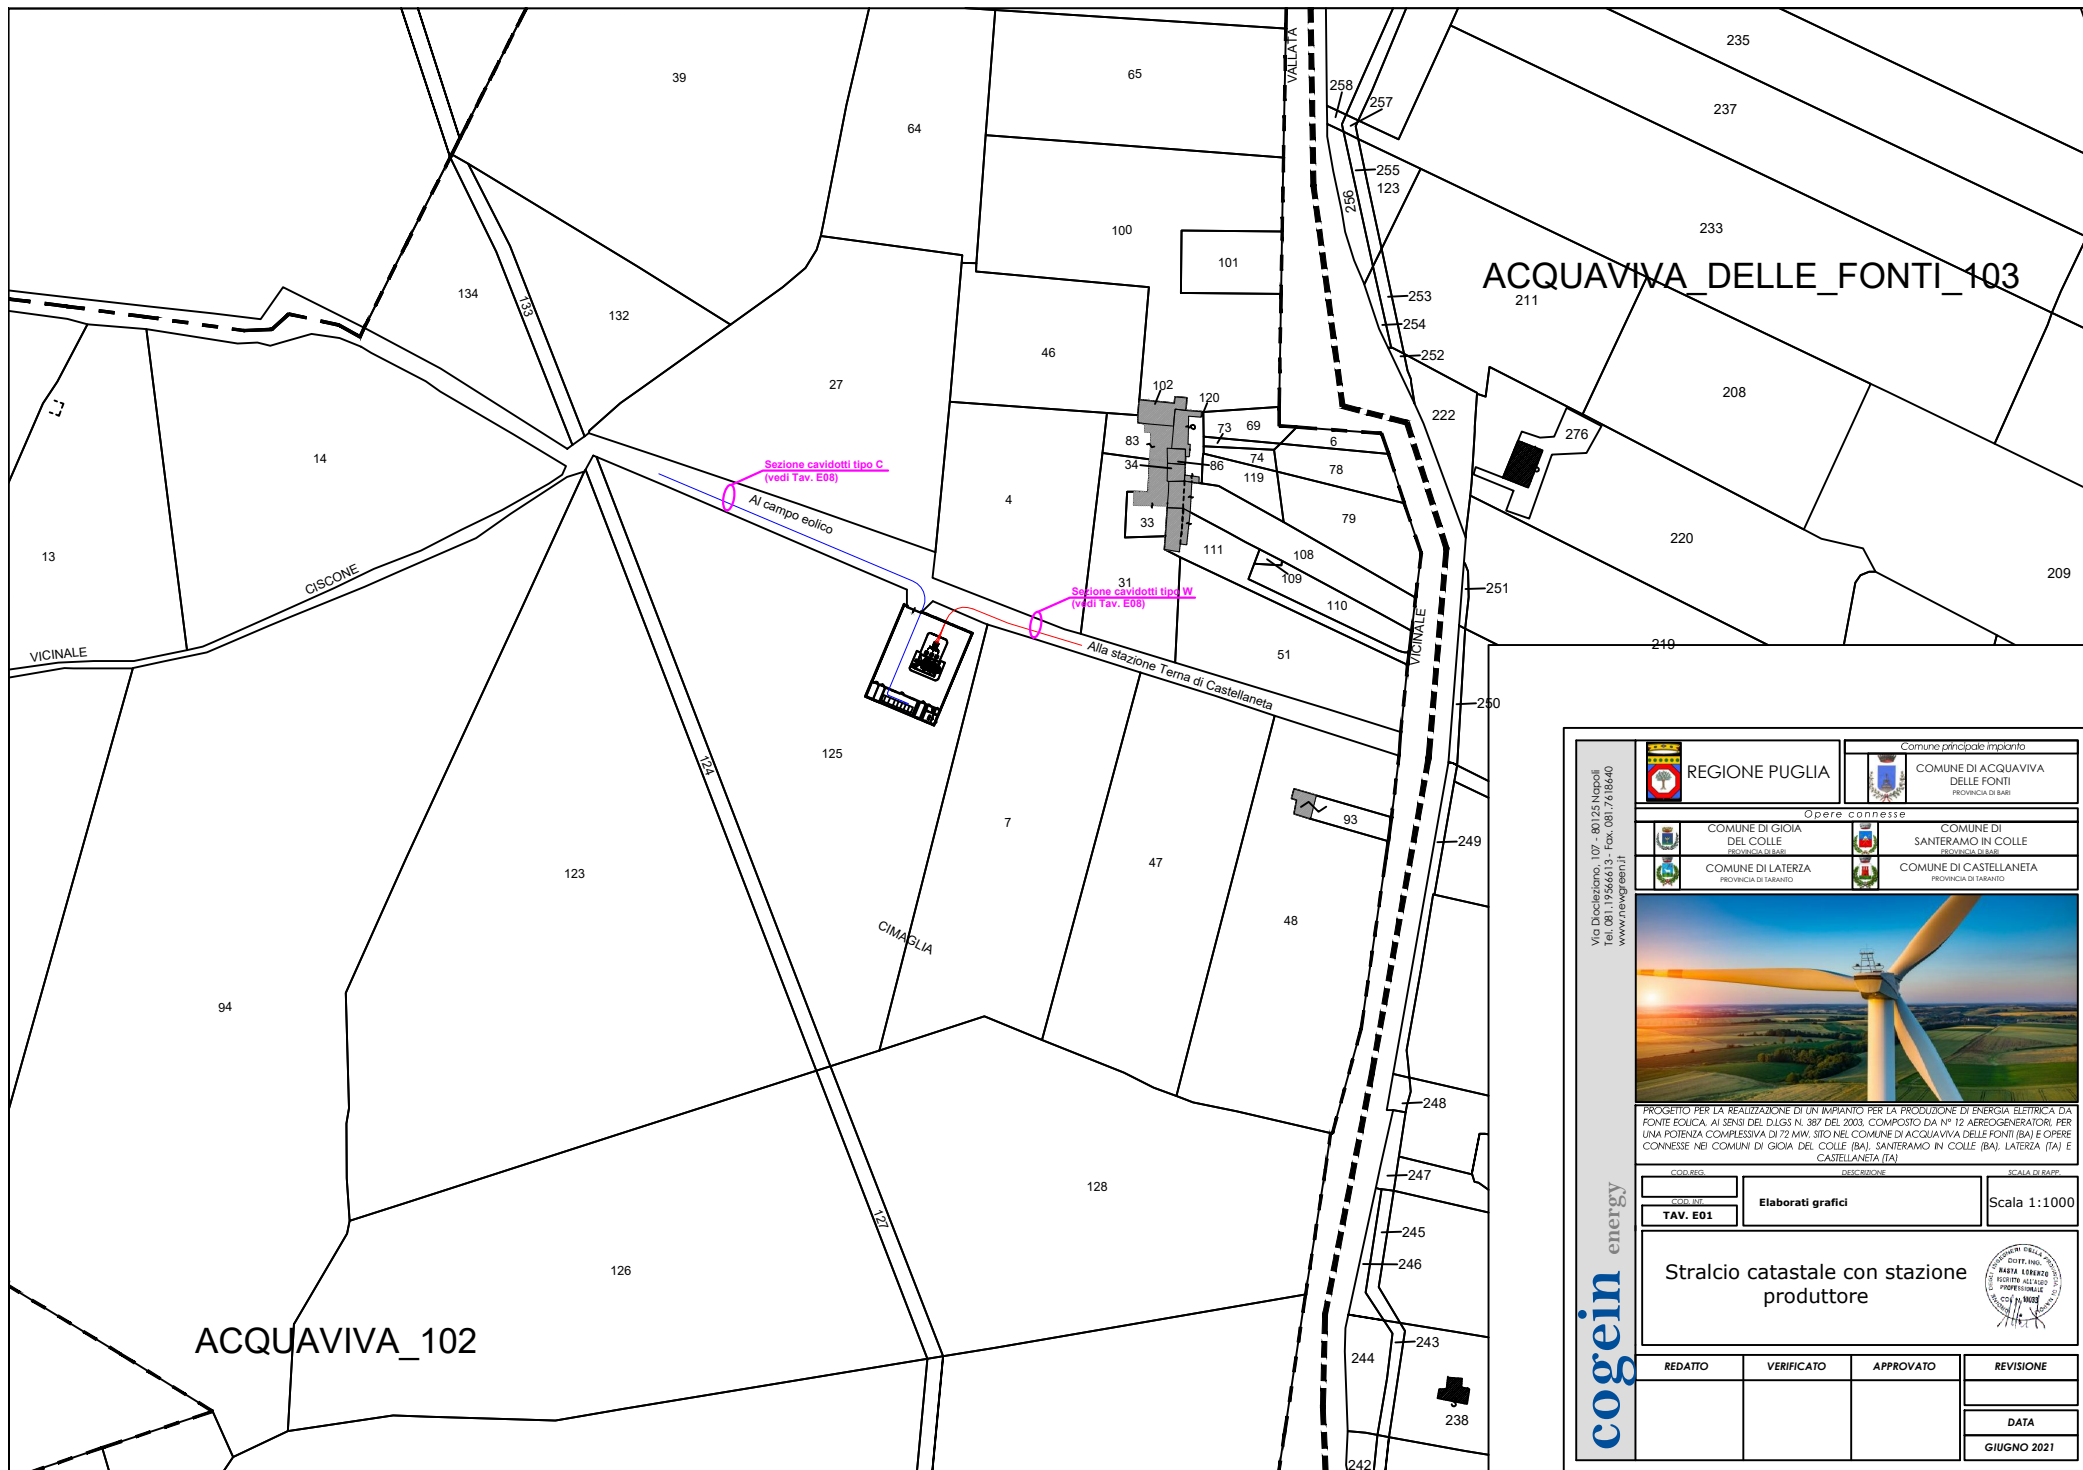 39
65
64
VALLATA
258
257
235
237
255
123
256
233
100
101
ACQUAVIVA_DELLE_FONTI_103
211
253
254
252
134
133
132
46
27
208
102
120
222
276
83
73
69
6
34
86
74
78
119
14
Sezione cavidotti tipo C
(vedi Tav. E08)
Al campo eolico
4
33
79
220
13
CISCONE
111
108
109
110
209
31
Sezione cavidotti tipo W
(vedi Tav. E08)
251
VICINALE
VICINALE
51
219
Alla stazione Terna di Castellaneta
250
125
124
7
93
249
123
47
48
CIMAGLIA
94
248
128
247
127
245
246
126
ACQUAVIVA_102
243
244
238
242
Via Diocleziano, 107 - 80125 Napoli
Tel. 081.19566613 - Fax. 081.7618640
www.newgreen.it
cogein energy
REGIONE PUGLIA
Comune principale impianto
COMUNE DI ACQUAVIVA
DELLE FONTI
PROVINCIA DI BARI
Opere connesse
COMUNE DI GIOIA
DEL COLLE
PROVINCIA DI BARI
COMUNE DI
SANTERAMO IN COLLE
PROVINCIA DI BARI
COMUNE DI LATERZA
PROVINCIA DI TARANTO
COMUNE DI CASTELLANETA
PROVINCIA DI TARANTO
PROGETTO PER LA REALIZZAZIONE DI UN IMPIANTO PER LA PRODUZIONE DI ENERGIA ELETTRICA DA
FONTE EOLICA, AI SENSI DEL D.LGS N. 387 DEL 2003, COMPOSTO DA N° 12 AEREOGENERATORI, PER
UNA POTENZA COMPLESSIVA DI 72 MW, SITO NEL COMUNE DI ACQUAVIVA DELLE FONTI (BA) E OPERE
CONNESSE NEI COMUNI DI GIOIA DEL COLLE (BA), SANTERAMO IN COLLE (BA), LATERZA (TA) E
CASTELLANETA (TA)
COD.REG.
DESCRIZIONE
SCALA DI RAPP.
COD. INT.
TAV. E01
Elaborati grafici
Scala 1:1000
Stralcio catastale con stazione
produttore
DOTT. ING.
MASTA LORENZO
ISCRITTO ALL'ALBO
PROFESSIONALE
REDATTO
VERIFICATO
APPROVATO
REVISIONE
DATA
GIUGNO 2021